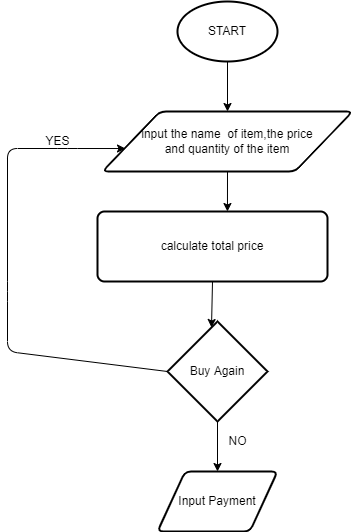 START
YES
input the name  of item,the price
and quantity of the item
calculate total price
Buy Again
NO
Input Payment